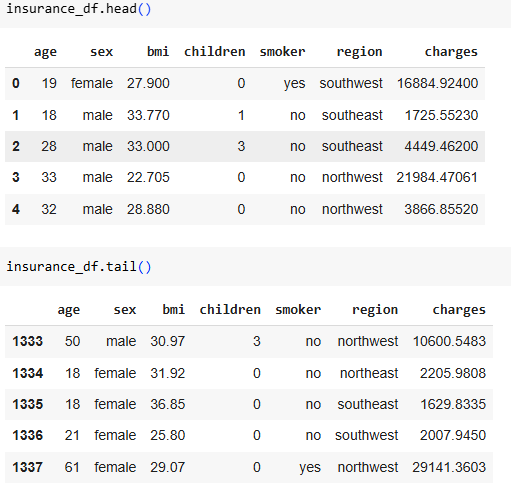 insurance_df.head()
age sex bmi children smoker region charges
0 19 female 27.900 0 yes southwest 16884.92400
1 18 male 33.770 1 no southeast 1725.55230
2 28 male 33.000 3 no southeast 4449.46200
3 33 male 22.705 0 no northwest 21984.47061
4 32 male 28.880 0 no northwest 3866.85520
insurance_df.tail()
age sex bmi children smoker region charges
1333 50 male 30.97 3 no northwest 10600.5483
1334 18 female 31.92 0 no northeast 2205.9808
1335 18 female 36.85 0 no southeast 1629.8335
1336 21 female 25.80 0 no southwest 2007.9450
1337 61 female 29.07 0 yes northwest 29141.3603